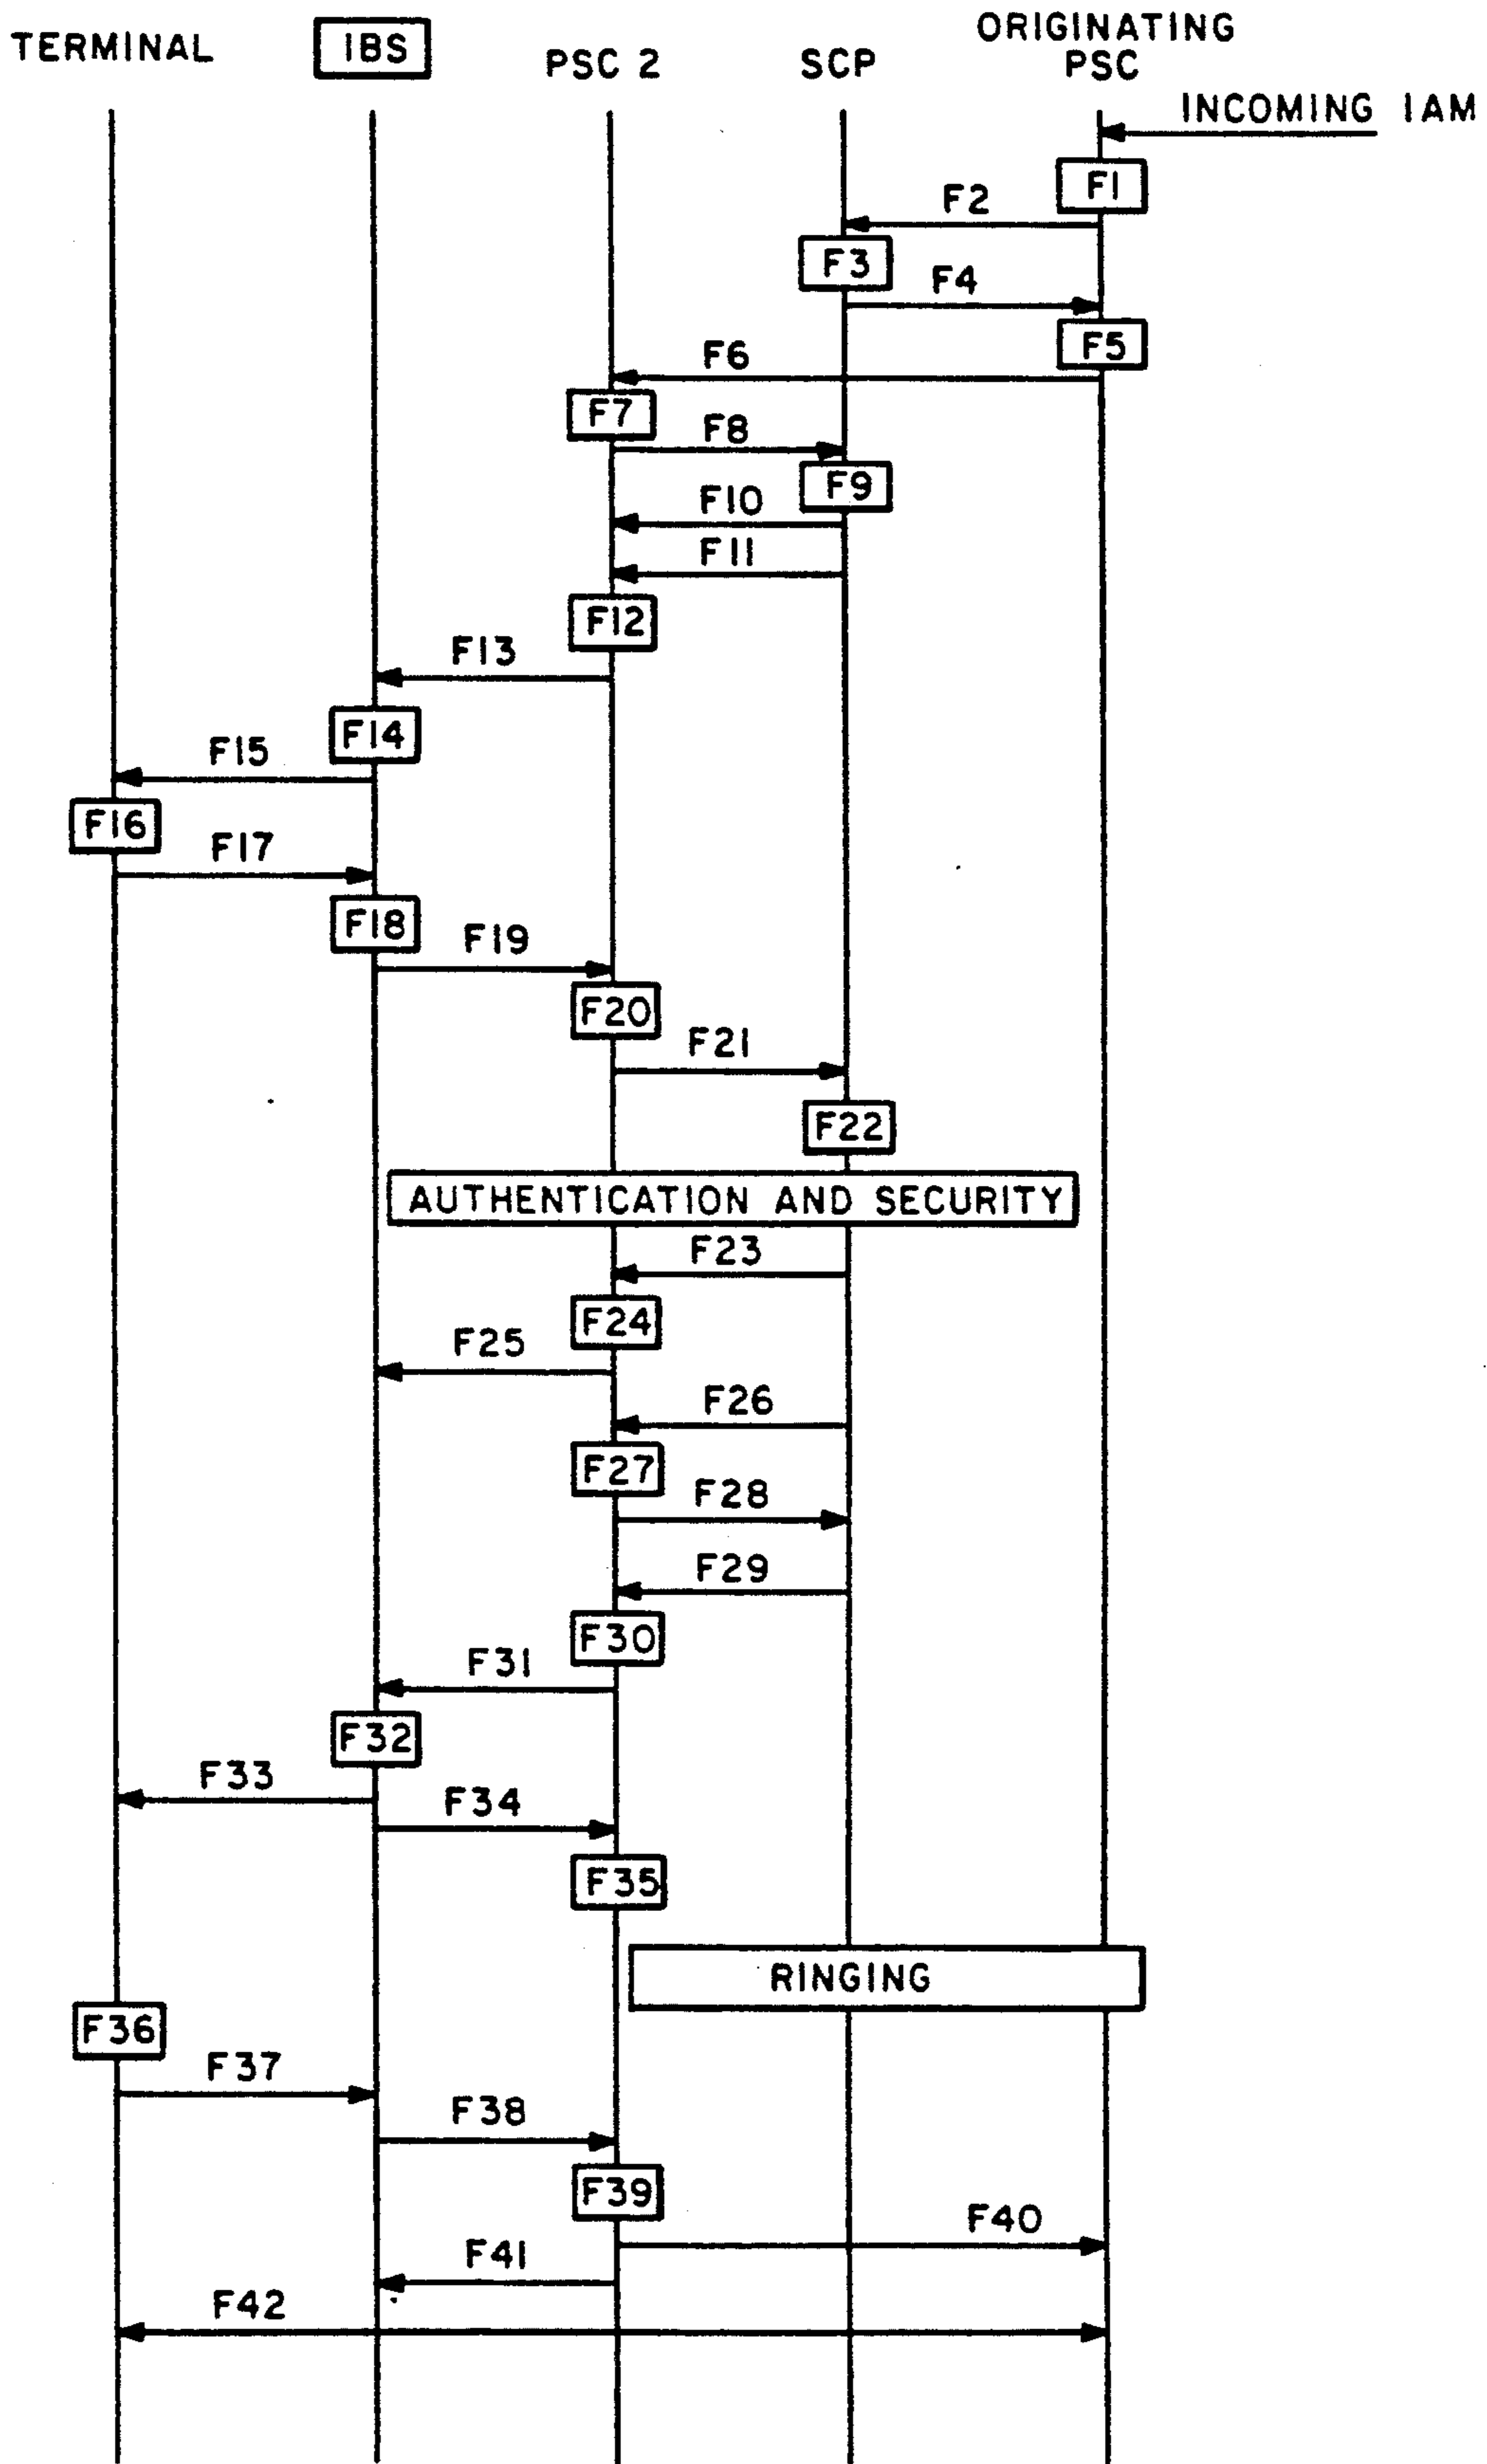 ORIGINATING
TERMINAL IBS PSC 2 SCP PSC
INCOMING IAM
F1
F2
F3
F4
F5
F6
F7
F8
F9
F10
F11
F12
F13
F14
F15
F16
F17
F18
F19
F20
F21
F22
AUTHENTICATION AND SECURITY
F23
F24
F25
F26
F27
F28
F29
F30
F31
F32
F33
F34
F35
RINGING
F36
F37
F38
F39
F40
F41
F42